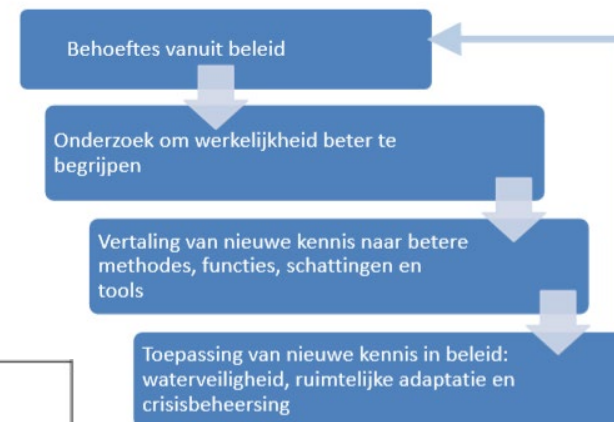 Behoeftes vanuit beleid
Onderzoek om werkelijkheid beter te
begrijpen
Vertaling van nieuwe kennis naar betere
methodes, functies, schattingen en
tools
Toepassing van nieuwe kennis in beleid:
waterveiligheid, ruimtelijke adaptatie en
crisisbeheersing